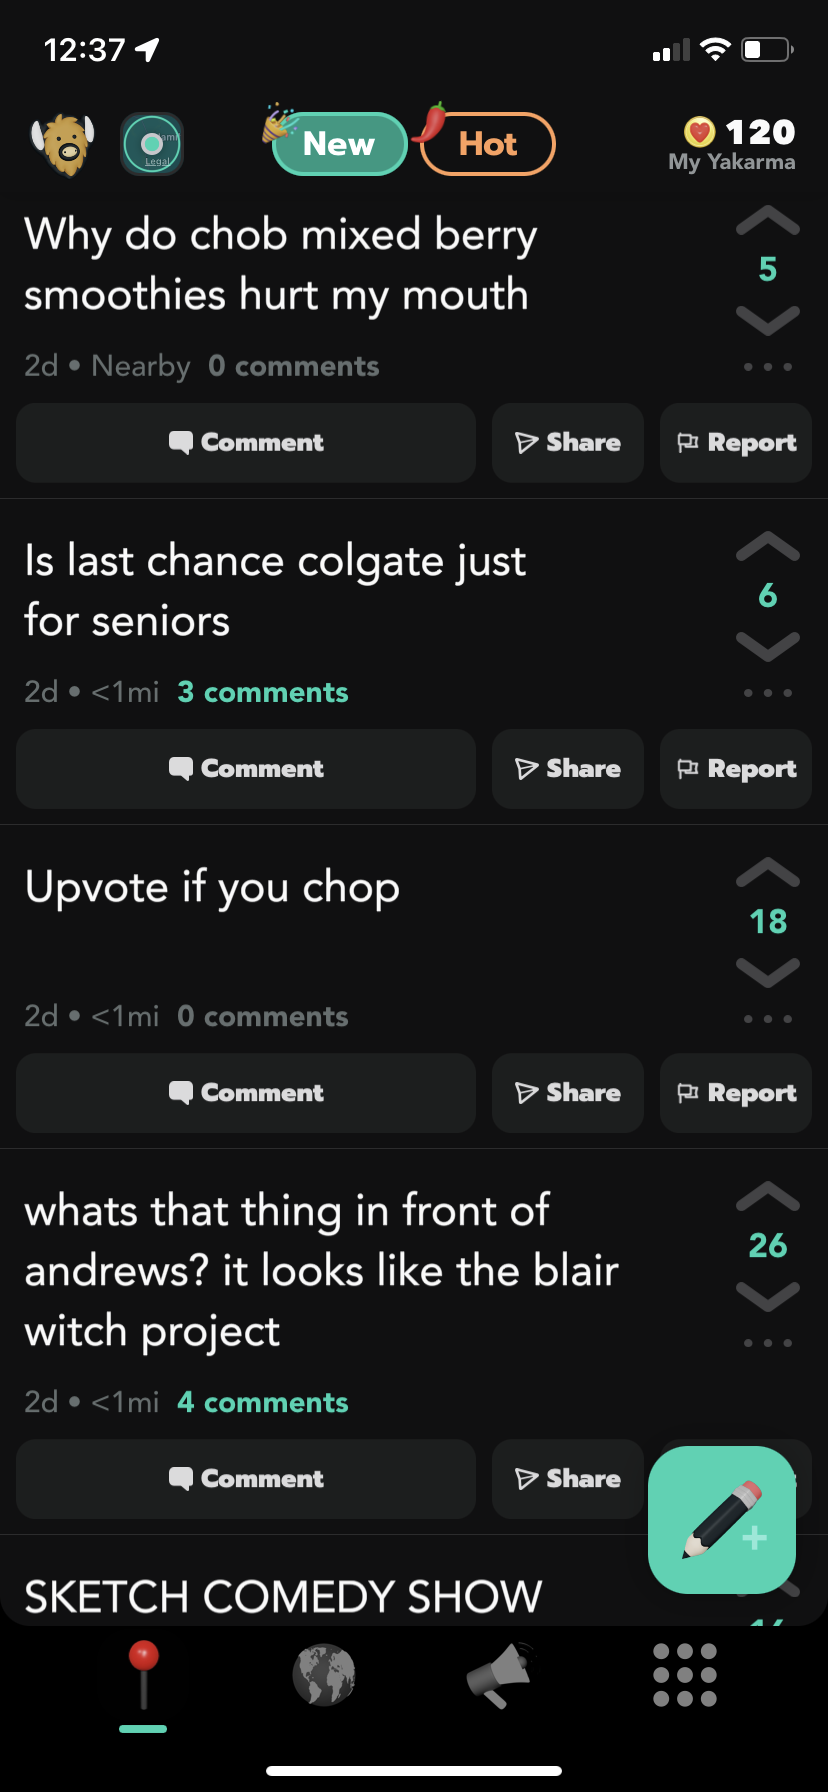 12:37
Legal
New
Hot
120
My Yakarma
Why do chob mixed berry
smoothies hurt my mouth
5
2d • Nearby 0 comments
Comment Share Report
Is last chance colgate just
for seniors
6
2d • <1mi 3 comments
Comment Share Report
Upvote if you chop
18
2d • <1mi 0 comments
Comment Share Report
whats that thing in front of
andrews? it looks like the blair
witch project
26
2d • <1mi 4 comments
Comment Share
SKETCH COMEDY SHOW